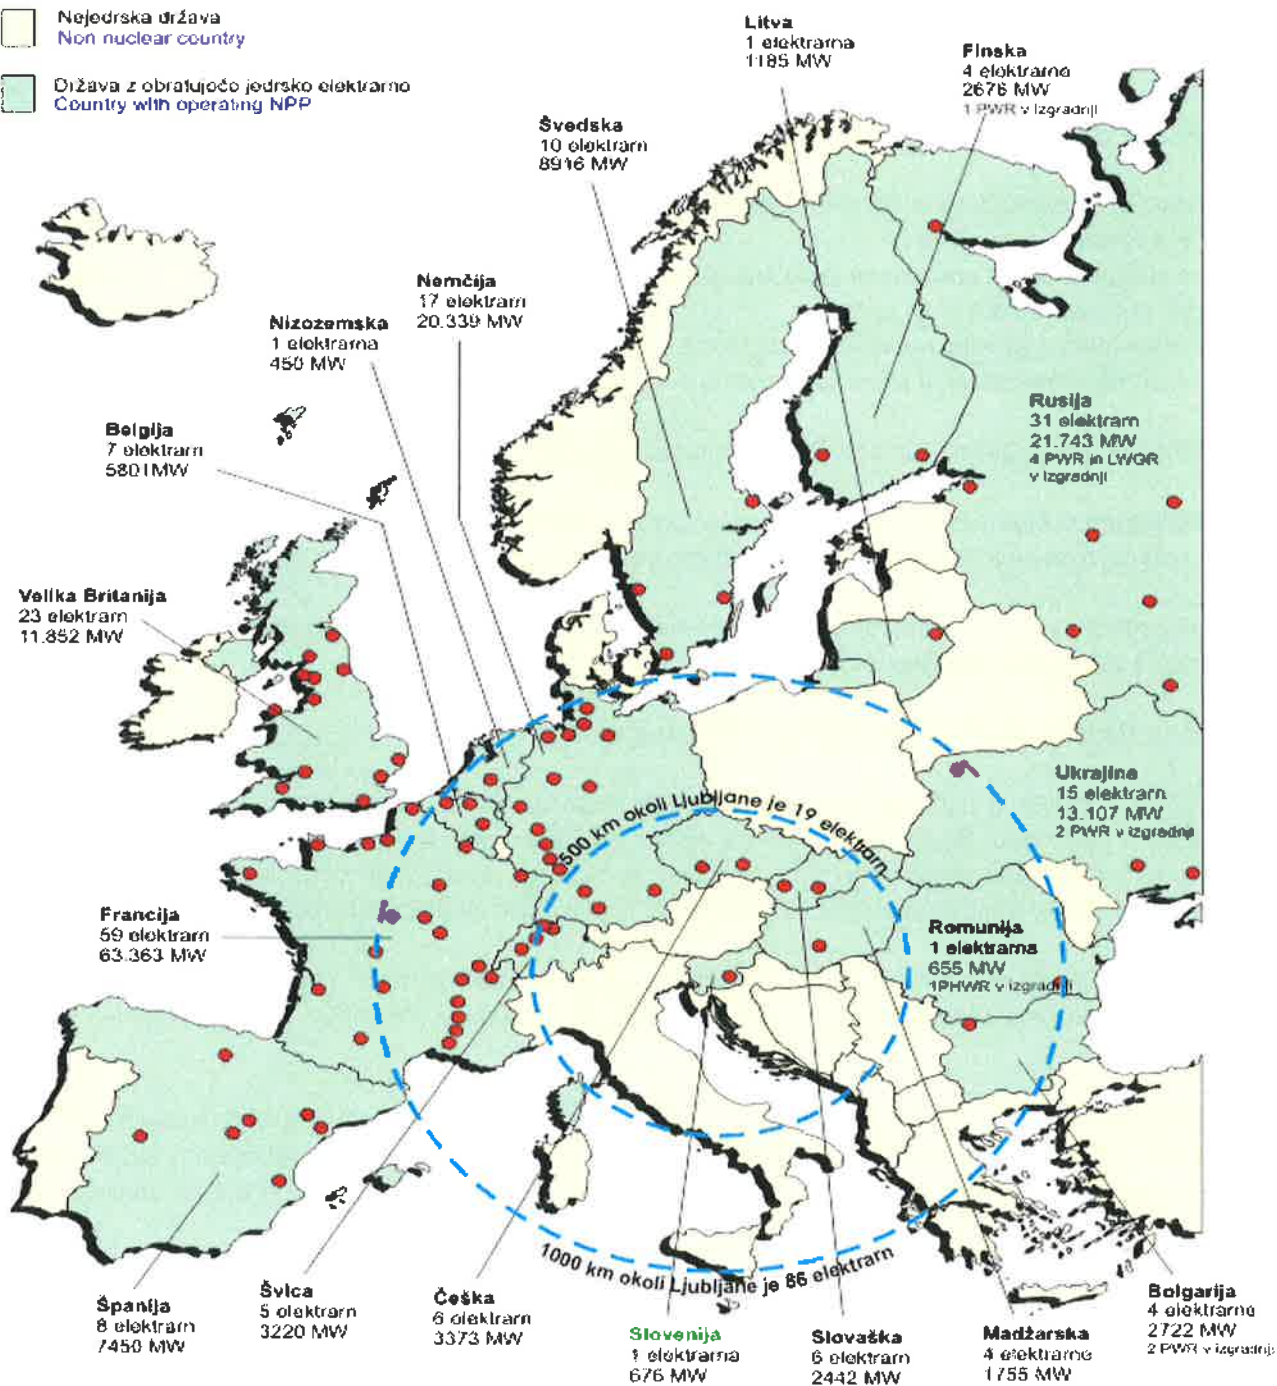 Nejedrska država
Non nuclear country
Država z obratujočo jedrsko elektrarno
Country with operating NPP
Litva
1 elektrarna
1185 MW
Finska
4 elektrarne
2676 MW
1 PWR v izgradnji
Švedska
10 elektrarn
8916 MW
Nemčija
17 elektrarn
20.339 MW
Nizozemska
1 elektrarna
450 MW
Belgija
7 elektrarn
5801MW
Rusija
31 elektrarn
21.743 MW
4 PWR in LWGR
v izgradnji
Velika Britanija
23 elektrarn
11.852 MW
Ukrajina
15 elektrarn
13.107 MW
2 PWR v izgradnji
500 km okoli Ljubljane je 19 elektrarn
Francija
59 elektrarn
63.363 MW
Romunija
1 elektrarna
655 MW
1PHWR v izgradnji
1000 km okoli Ljubljane je 86 elektrarn
Španija
8 elektrarn
7450 MW
Švica
5 elektrarn
3220 MW
Češka
6 elektrarn
3373 MW
Slovenija
1 elektrarna
676 MW
Slovaška
6 elektrarn
2442 MW
Madžarska
4 elektrarne
1755 MW
Bolgarija
4 elektrarne
2722 MW
2 PWR v izgradnji